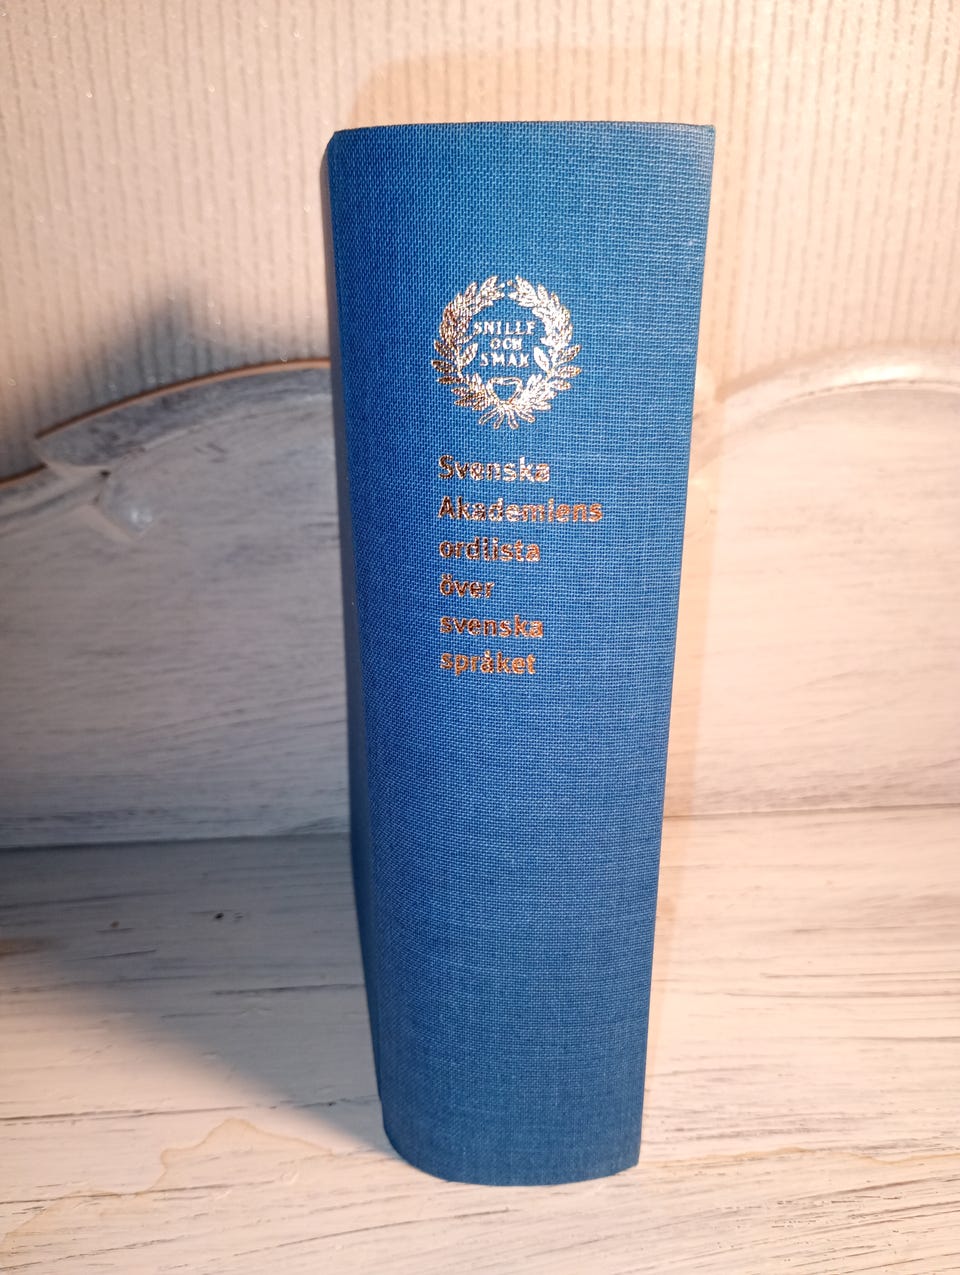 SNILLE
OCH
SMAK
Svenska
Akademiens
ordlista
över
svenska
språket